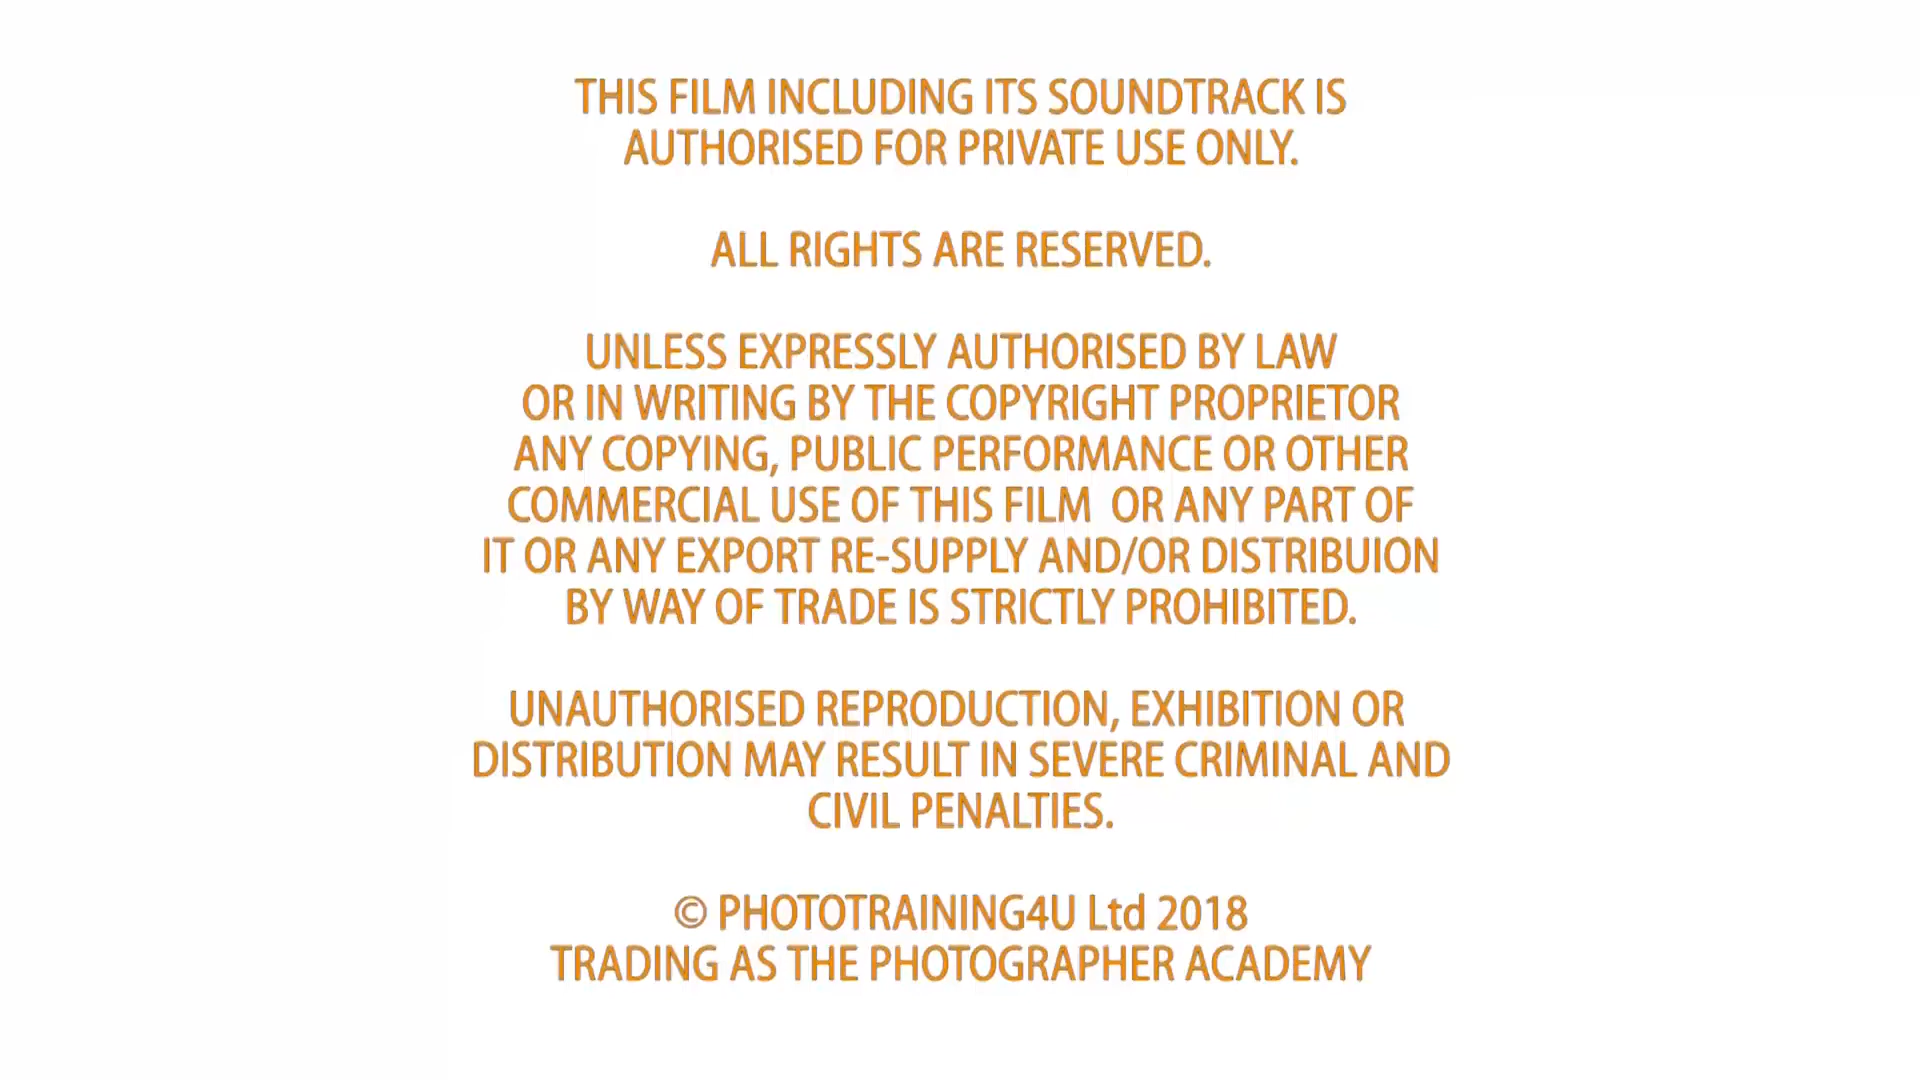 THIS FILM INCLUDING ITS SOUNDTRACK IS
AUTHORISED FOR PRIVATE USE ONLY.
ALL RIGHTS ARE RESERVED.
UNLESS EXPRESSLY AUTHORISED BY LAW
OR IN WRITING BY THE COPYRIGHT PROPRIETOR
ANY COPYING, PUBLIC PERFORMANCE OR OTHER
COMMERCIAL USE OF THIS FILM  OR ANY PART OF
IT OR ANY EXPORT RE-SUPPLY AND/OR DISTRIBUION
BY WAY OF TRADE IS STRICTLY PROHIBITED.
UNAUTHORISED REPRODUCTION, EXHIBITION OR
DISTRIBUTION MAY RESULT IN SEVERE CRIMINAL AND
CIVIL PENALTIES.
© PHOTOTRAINING4U Ltd 2018
TRADING AS THE PHOTOGRAPHER ACADEMY